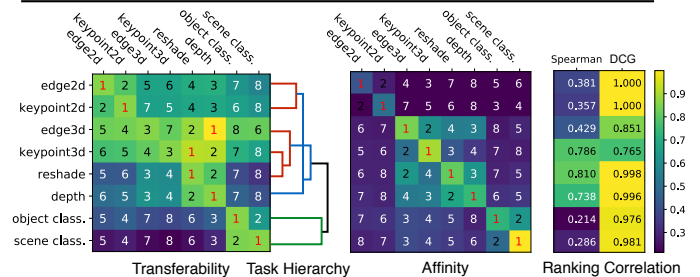 edge2d keypoint2d edge3d keypoint3d reshade depth object class. scene class.
edge2d keypoint2d edge3d keypoint3d reshade depth object class. scene class.
Spearman DCG
edge2d 1 2 5 6 4 3 7 8 1 2 4 3 7 8 5 6 0.381 1.000 0.9
keypoint2d 2 1 7 5 4 3 6 8 2 1 7 5 6 8 3 4 0.357 1.000 0.8
edge3d 5 4 3 7 2 1 8 6 6 7 1 2 4 3 8 5 0.429 0.851 0.7
keypoint3d 6 5 4 3 1 2 7 8 5 6 2 1 3 4 7 8 0.786 0.765 0.6
reshade 5 6 3 4 1 2 7 8 7 6 4 2 1 3 8 5 0.810 0.998 0.5
depth 5 6 3 4 2 1 7 8 7 8 2 4 3 1 6 5 0.738 0.996
object class. 5 4 7 8 3 6 1 2 7 6 3 4 5 8 1 2 0.214 0.976 0.4
scene class. 5 4 7 8 6 3 2 1 7 8 3 4 5 6 2 1 0.286 0.981 0.3
Transferability Task Hierarchy Affinity Ranking Correlation